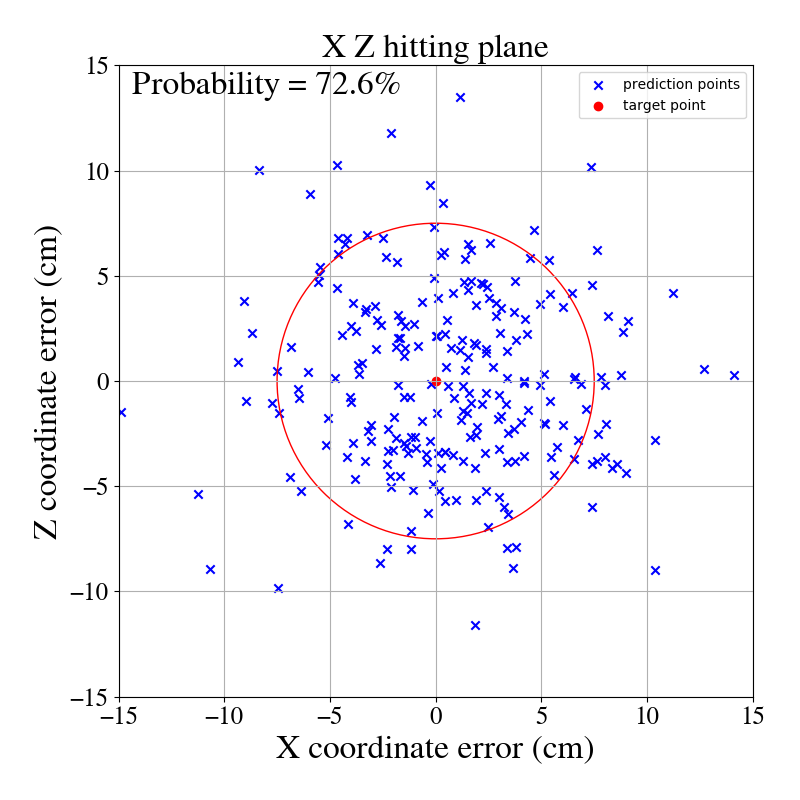 X Z hitting plane
Probability = 72.6%
prediction points
target point
15
10
5
0
−5
−10
−15
Z coordinate error (cm)
−15 −10 −5 0 5 10 15
X coordinate error (cm)